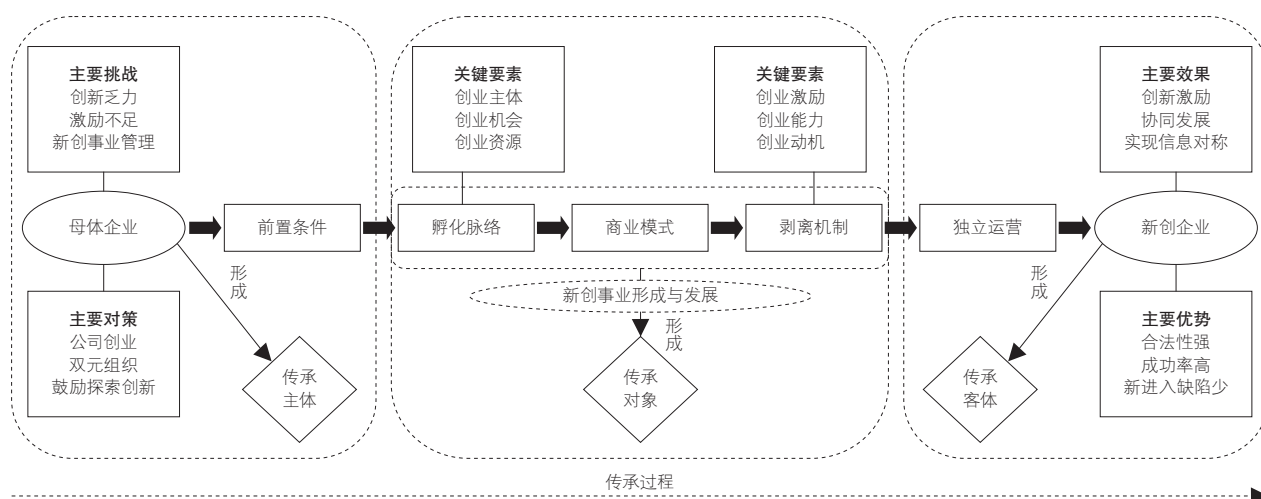 主要挑战
创新乏力
激励不足
新创事业管理
母体企业
前置条件
主要对策
公司创业
双元组织
鼓励探索创新
形
成
传承
主体
关键要素
创业主体
创业机会
创业资源
关键要素
创业激励
创业能力
创业动机
孵化脉络
商业模式
剥离机制
新创事业形成与发展
形
成
传承
对象
主要效果
创新激励
协同发展
实现信息对称
独立运营
新创企业
形
成
传承
客体
主要优势
合法性强
成功率高
新进入缺陷少
传承过程